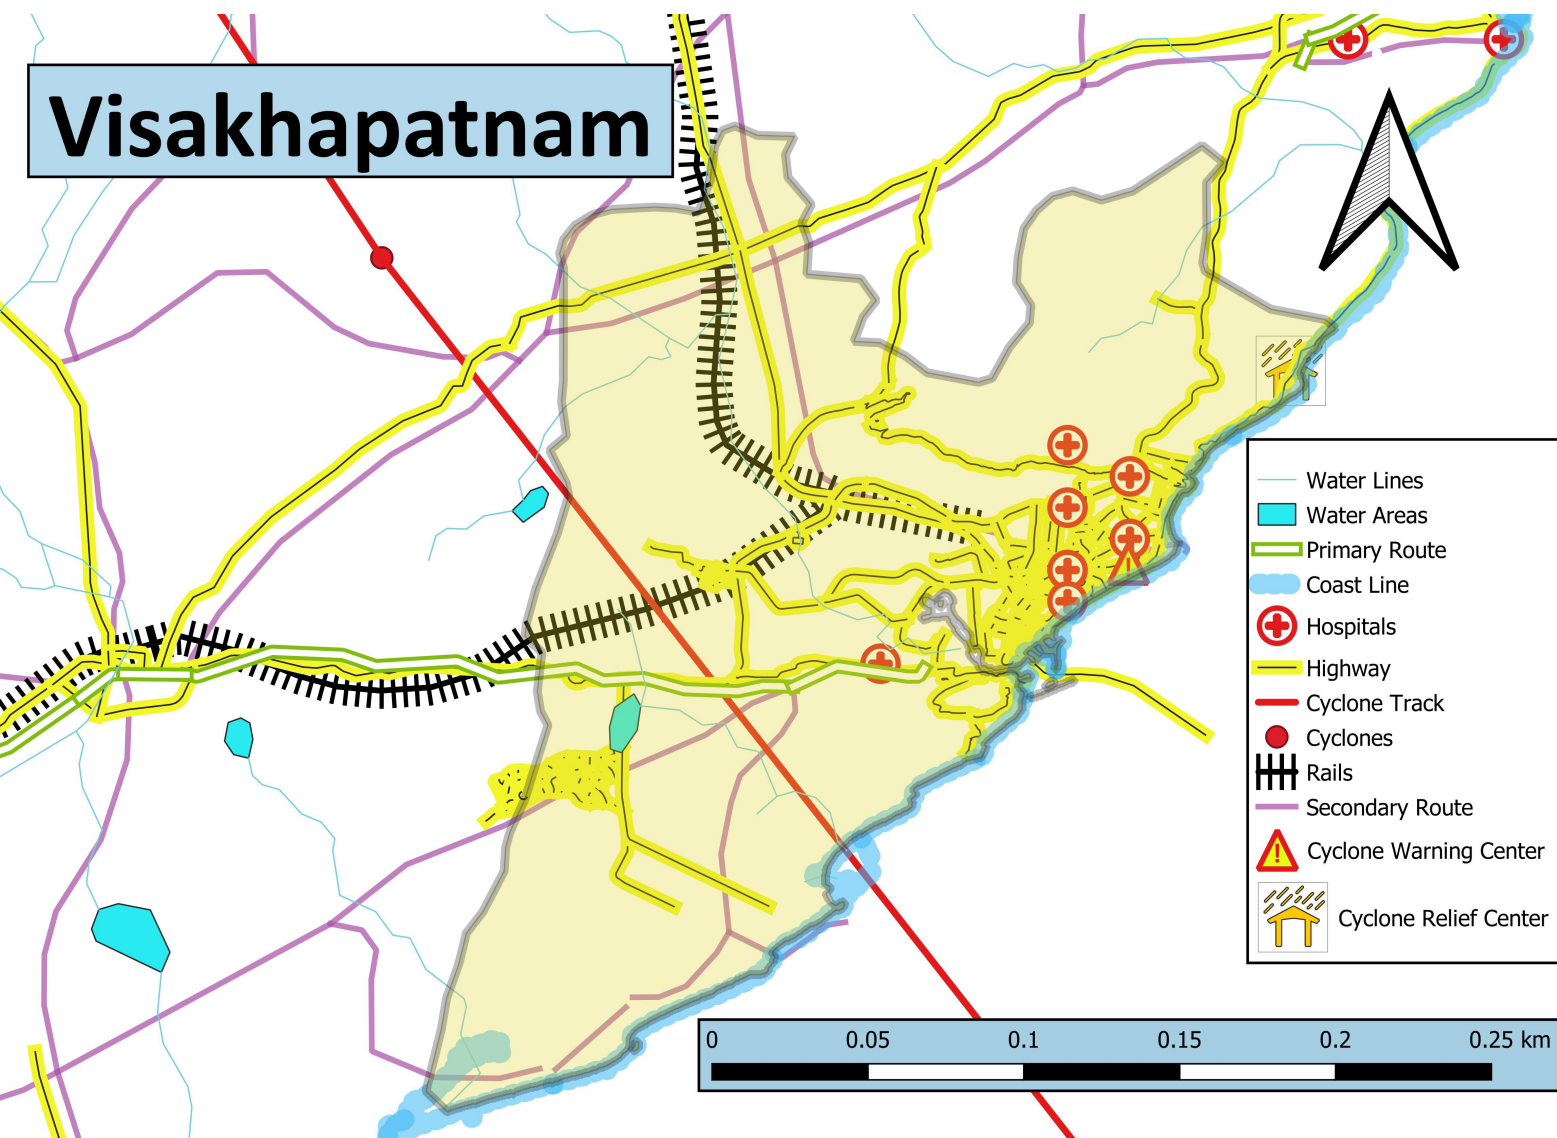 Visakhapatnam
Water Lines
Water Areas
Primary Route
Coast Line
Hospitals
Highway
Cyclone Track
Cyclones
Rails
Secondary Route
Cyclone Warning Center
Cyclone Relief Center
0 0.05 0.1 0.15 0.2 0.25 km